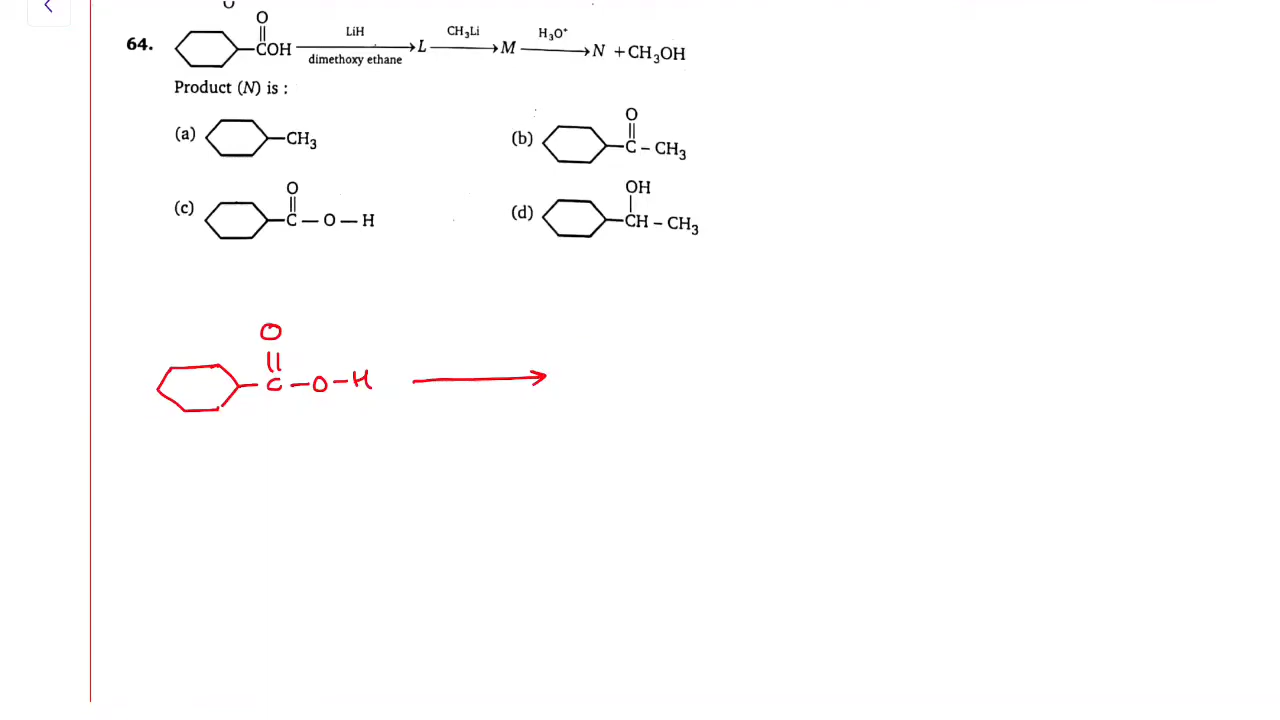 O
64. COH LiH dimethoxy ethane L CH₃Li M H₃O⁺ N + CH₃OH
Product (N) is :
(a) CH₃
O
(b) C – CH₃
O
(c) C — O — H
OH
(d) CH – CH₃
O
C – O – H